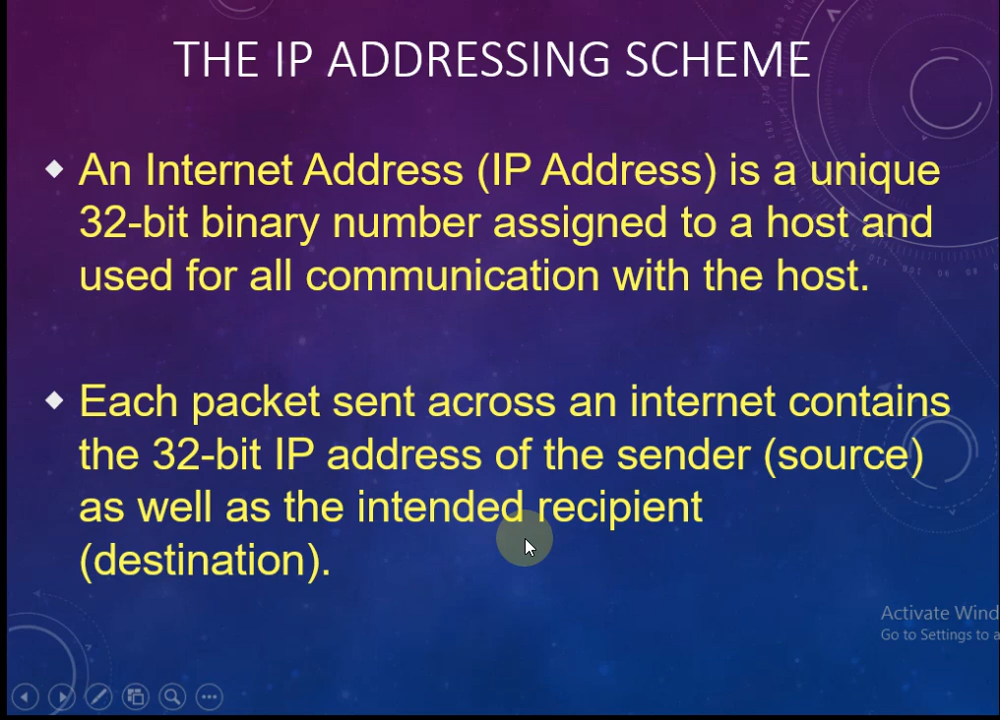 THE IP ADDRESSING SCHEME
An Internet Address (IP Address) is a unique
32-bit binary number assigned to a host and
used for all communication with the host.
Each packet sent across an internet contains
the 32-bit IP address of the sender (source)
as well as the intended recipient
(destination).
Activate Wind
Go to Settings to a